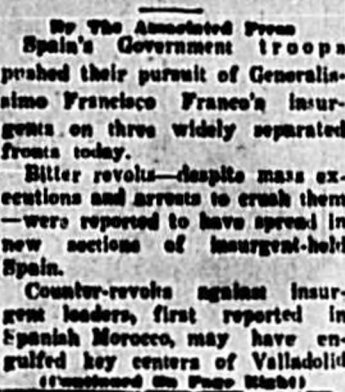 By The Associated Press
Spain's Government troops
pushed their pursuit of Generalis-
simo Francisco Franco's insur-
gents on three widely separated
fronts today.
Bitter revolts—despite mass ex-
ecutions and arrests to crush them
—were reported to have spread in
new sections of insurgent-held
Spain.
Counter-revolts against insur-
gent leaders, first reported in
Spanish Morocco, may have en-
gulfed key centers of Valladolid
(Continued On Page Eight)